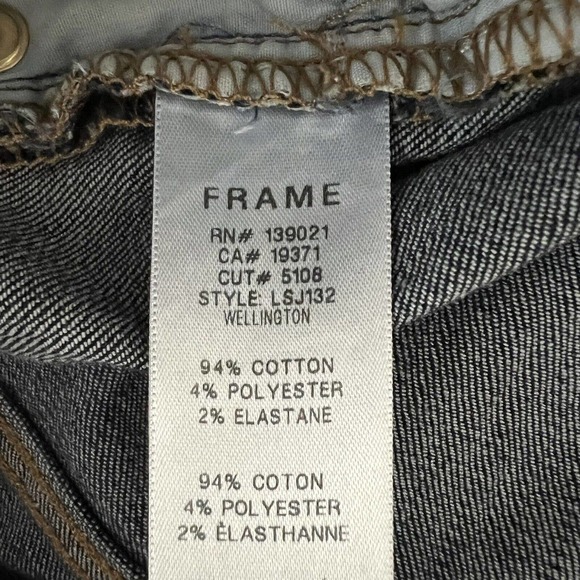 FRAME
RN# 139021
CA# 19371
CUT# 5108
STYLE: LSJ132
WELLINGTON
94% COTTON
4% POLYESTER
2% ELASTANE
94% COTON
4% POLYESTER
2% ÉLASTHANNE